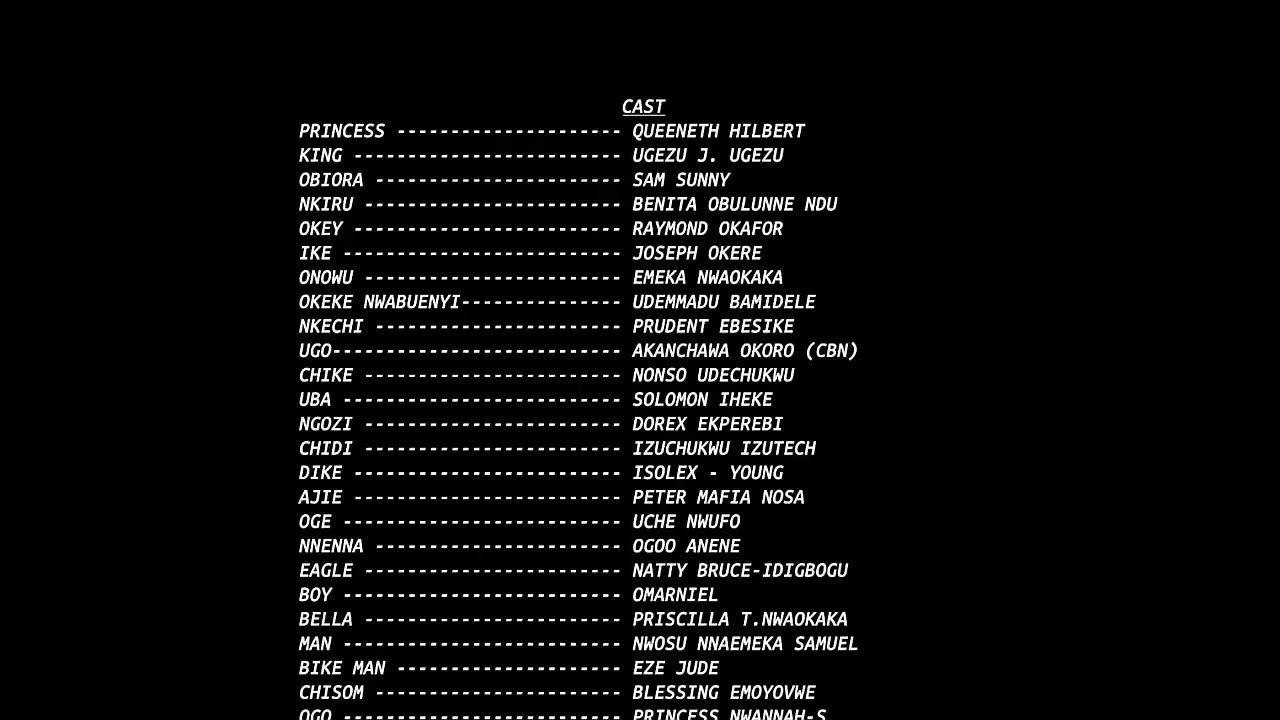 CAST
PRINCESS --------------------- QUEENETH HILBERT
KING ------------------------- UGEZU J. UGEZU
OBIORA ----------------------- SAM SUNNY
NKIRU ------------------------ BENITA OBULUNNE NDU
OKEY ------------------------- RAYMOND OKAFOR
IKE -------------------------- JOSEPH OKERE
ONOWU ------------------------ EMEKA NWAOKAKA
OKEKE NWABUENYI--------------- UDEMMADU BAMIDELE
NKECHI ----------------------- PRUDENT EBESIKE
UGO--------------------------- AKANCHAWA OKORO (CBN)
CHIKE ------------------------ NONSO UDECHUKWU
UBA -------------------------- SOLOMON IHEKE
NGOZI ------------------------ DOREX EKPEREBI
CHIDI ------------------------ IZUCHUKWU IZUTECH
DIKE ------------------------- ISOLEX - YOUNG
AJIE ------------------------- PETER MAFIA NOSA
OGE -------------------------- UCHE NWUFO
NNENNA ----------------------- OGOO ANENE
EAGLE ------------------------ NATTY BRUCE-IDIGBOGU
BOY -------------------------- OMARNIEL
BELLA ------------------------ PRISCILLA T.NWAOKAKA
MAN -------------------------- NWOSU NNAEMEKA SAMUEL
BIKE MAN --------------------- EZE JUDE
CHISOM ----------------------- BLESSING EMOYOVWE
OGO -------------------------- PRINCESS NWANNAH-S